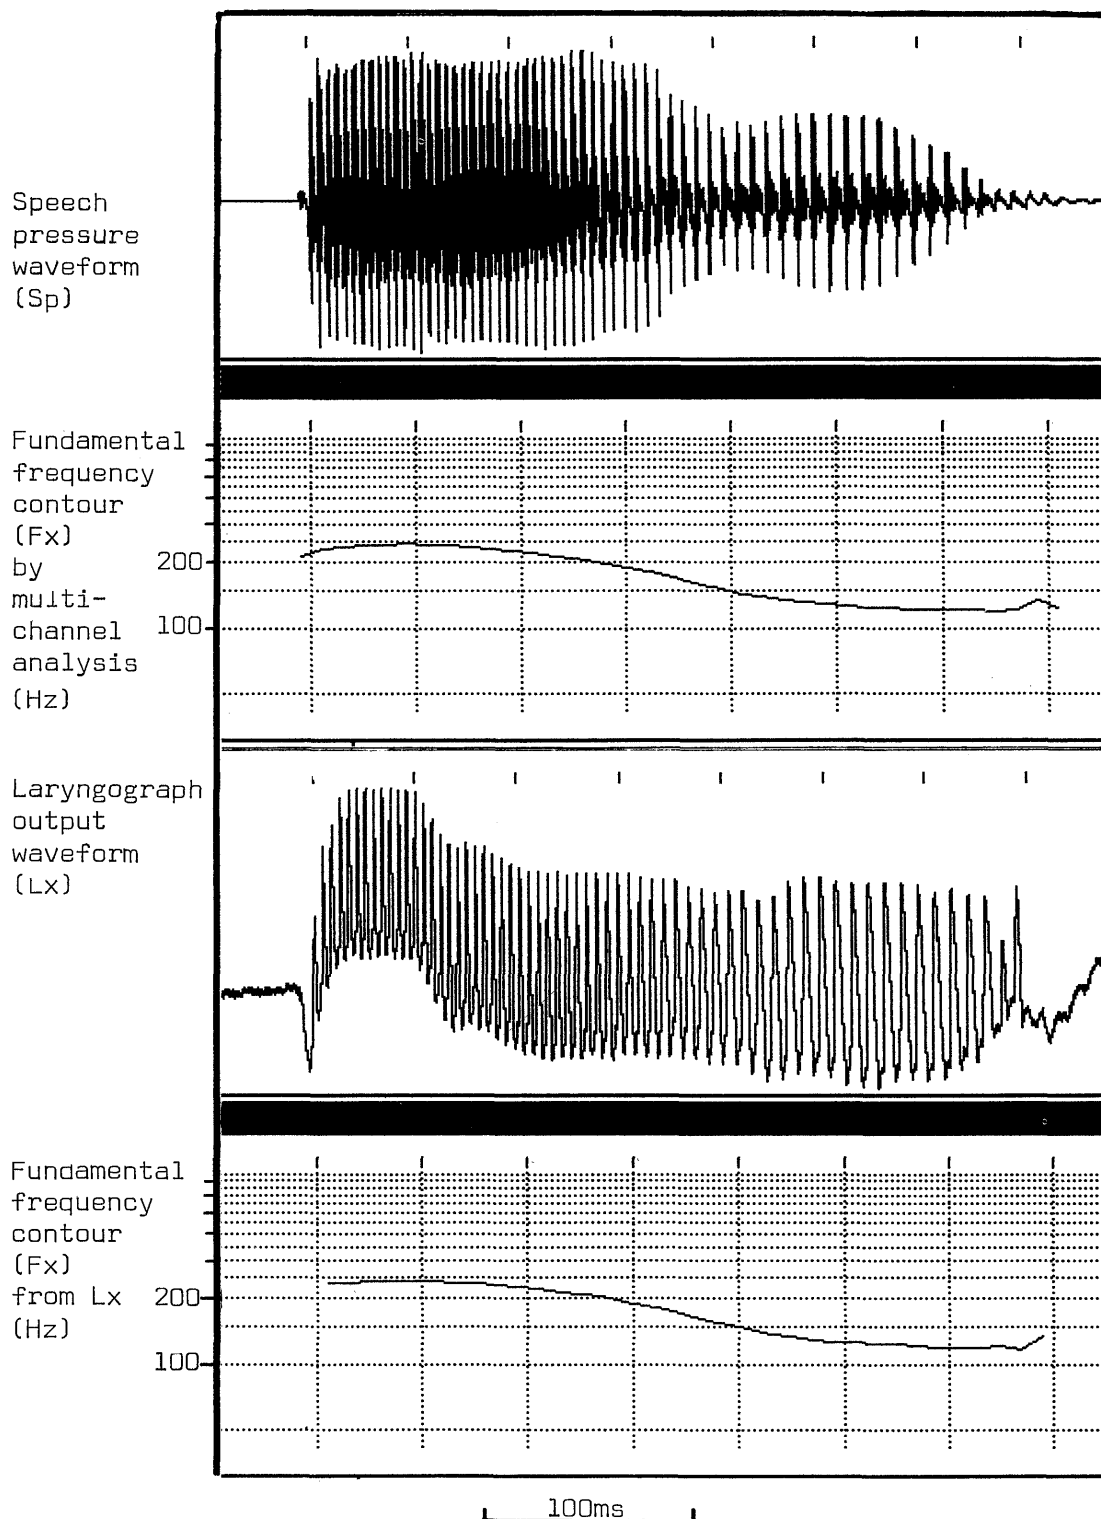 Speech
pressure
waveform
(Sp)
Fundamental
frequency
contour
(Fx)
by
200
multi-
channel
100
analysis
(Hz)
Laryngograph
output
waveform
(Lx)
Fundamental
frequency
contour
(Fx)
from Lx 200
(Hz)
100
100ms